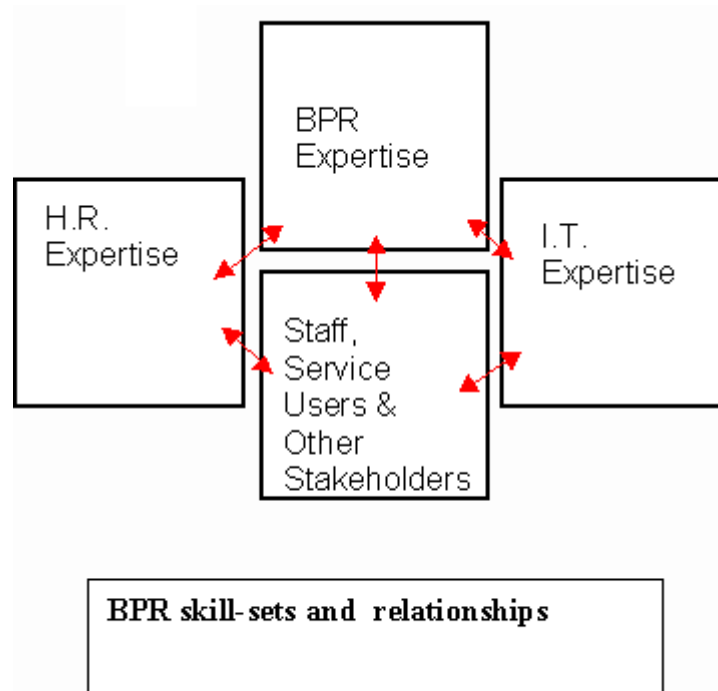 BPR
Expertise
H.R.
Expertise
I.T.
Expertise
Staff,
Service
Users &
Other
Stakeholders
BPR skill-sets and relationships